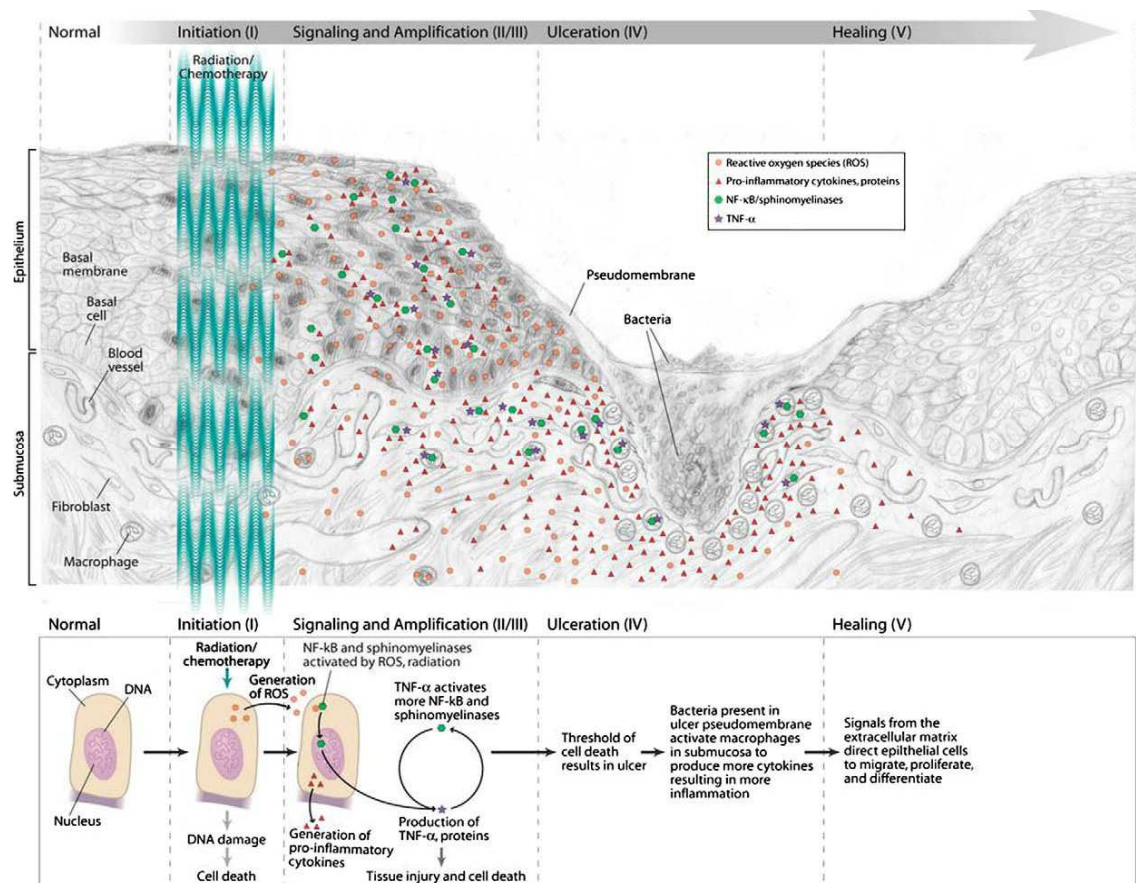 Normal
Initiation (I)
Signaling and Amplification (II/III)
Ulceration (IV)
Healing (V)
Radiation/
Chemotherapy
Reactive oxygen species (ROS)
Pro-inflammatory cytokines, proteins
NF-κB/sphinomyelinases
TNF-α
Epithelium
Submucosa
Basal
membrane
Basal
cell
Blood
vessel
Fibroblast
Macrophage
Pseudomembrane
Bacteria
Normal
Initiation (I)
Signaling and Amplification (II/III)
Ulceration (IV)
Healing (V)
Cytoplasm
DNA
Nucleus
Radiation/
chemotherapy
Generation
of ROS
DNA damage
Cell death
NF-kB and sphinomyelinases
activated by ROS, radiation
TNF-α activates
more NF-kB and
sphinomyelinases
Generation of
pro-inflammatory
cytokines
Production of
TNF-α, proteins
Tissue injury and cell death
Threshold of
cell death
results in ulcer
Bacteria present in
ulcer pseudomembrane
activate macrophages
in submucosa to
produce more cytokines
resulting in more
inflammation
Signals from the
extracellular matrix
direct epilthelial cells
to migrate, proliferate,
and differentiate